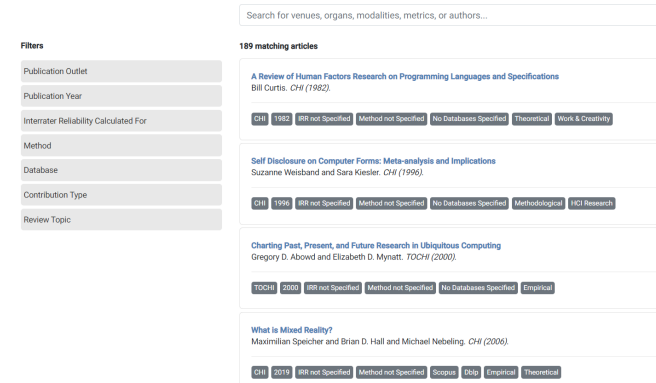 Search for venues, organs, modalities, metrics, or authors...
Filters
Publication Outlet
Publication Year
Interrater Reliability Calculated For
Method
Database
Contribution Type
Review Topic
189 matching articles
A Review of Human Factors Research on Programming Languages and Specifications
Bill Curtis. CHI (1982).
CHI 1982 IRR not Specified Method not Specified No Databases Specified Theoretical Work & Creativity
Self Disclosure on Computer Forms: Meta-analysis and Implications
Suzanne Weisband and Sara Kiesler. CHI (1996).
CHI 1996 IRR not Specified Method not Specified No Databases Specified Methodological HCI Research
Charting Past, Present, and Future Research in Ubiquitous Computing
Gregory D. Abowd and Elizabeth D. Mynatt. TOCHI (2000).
TOCHI 2000 IRR not Specified Method not Specified No Databases Specified Empirical
What is Mixed Reality?
Maximilian Speicher and Brian D. Hall and Michael Nebeling. CHI (2006).
CHI 2019 IRR not Specified Method not Specified Scopus Dblp Empirical Theoretical